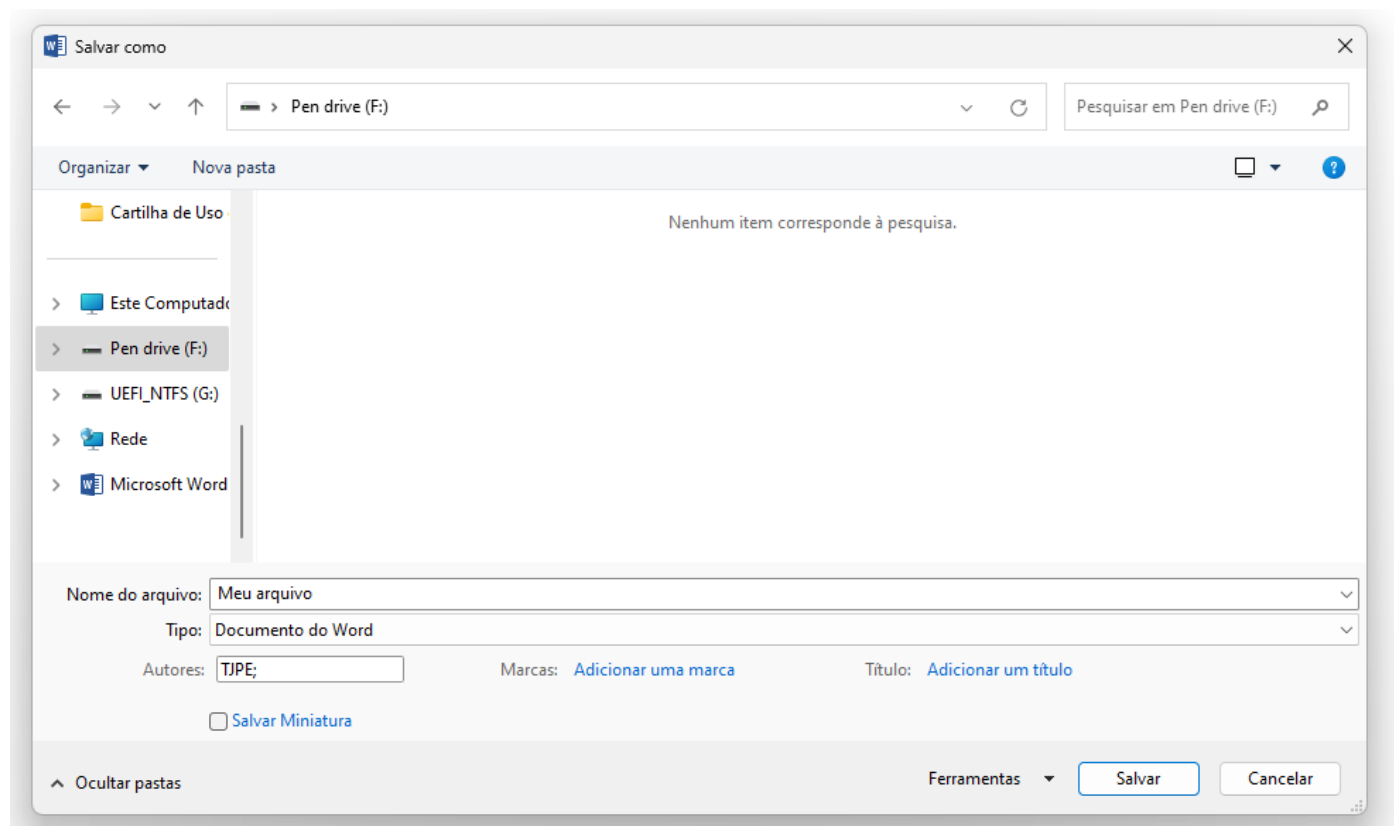 Salvar como
Pen drive (F:)
Pesquisar em Pen drive (F:)
Organizar
Nova pasta
Cartilha de Uso
Nenhum item corresponde à pesquisa.
Este Computado
Pen drive (F:)
UEFI_NTFS (G:)
Rede
Microsoft Word
Nome do arquivo: Meu arquivo
Tipo: Documento do Word
Autores: TJPE; Marcas: Adicionar uma marca Título: Adicionar um título
Salvar Miniatura
Ocultar pastas
Ferramentas
Salvar
Cancelar